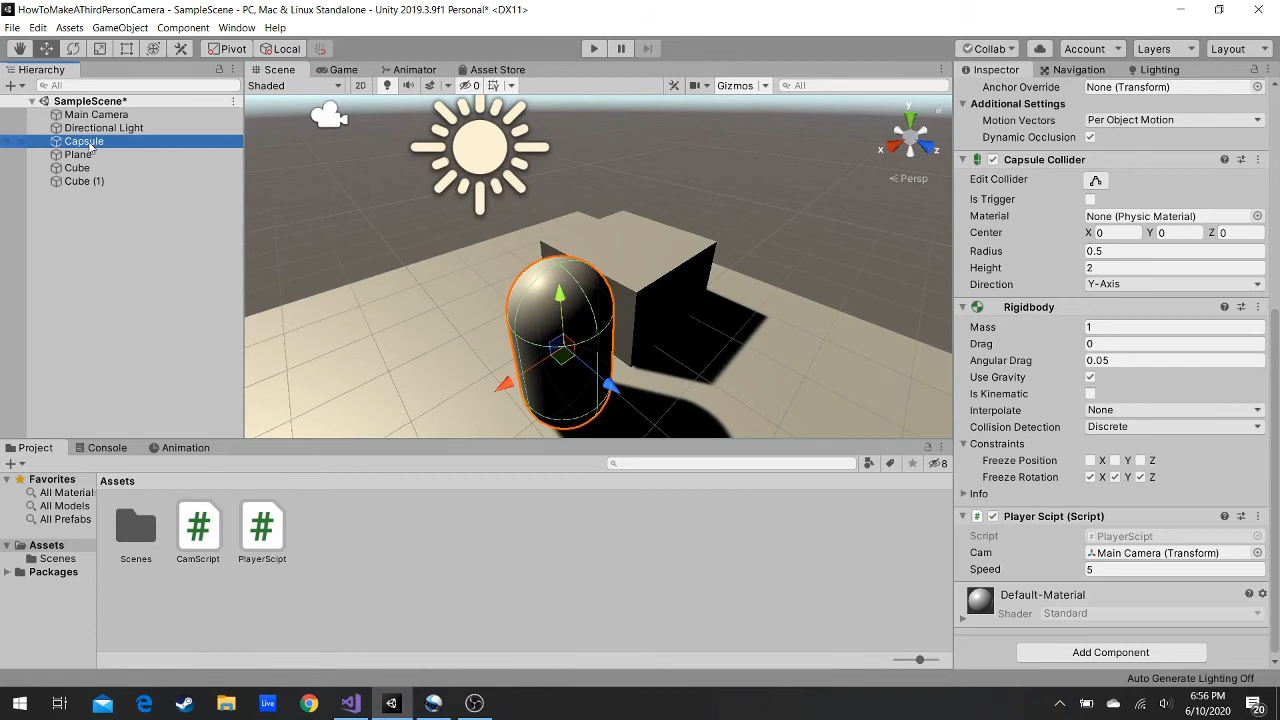 HowToMakeAThirdPersonCamera - SampleScene - PC, Mac & Linux Standalone - Unity 2019.3.9f1 Personal* <DX11>
File Edit Assets GameObject Component Window Help
Pivot Local Collab Account Layers Layout
Hierarchy Scene Game Animator Asset Store Inspector Navigation Lighting
All Shaded 2D 0 Gizmos All
SampleScene*
Main Camera
Directional Light
Capsule
Plane
Cube
Cube (1)
y
x z
Persp
Anchor Override None (Transform)
Additional Settings
Motion Vectors Per Object Motion
Dynamic Occlusion
Capsule Collider
Edit Collider
Is Trigger
Material None (Physic Material)
Center X 0 Y 0 Z 0
Radius 0.5
Height 2
Direction Y-Axis
Rigidbody
Mass 1
Drag 0
Angular Drag 0.05
Use Gravity
Is Kinematic
Interpolate None
Collision Detection Discrete
Constraints
Freeze Position X Y Z
Freeze Rotation X Y Z
Info
Player Scipt (Script)
Script PlayerScipt
Cam Main Camera (Transform)
Speed 5
Default-Material
Shader Standard
Add Component
Auto Generate Lighting Off
Project Console Animation
8
Favorites
All Material
All Models
All Prefabs
Assets
Scenes
Packages
Assets
Scenes CamScript PlayerScipt
Live
6:56 PM
6/10/2020
20